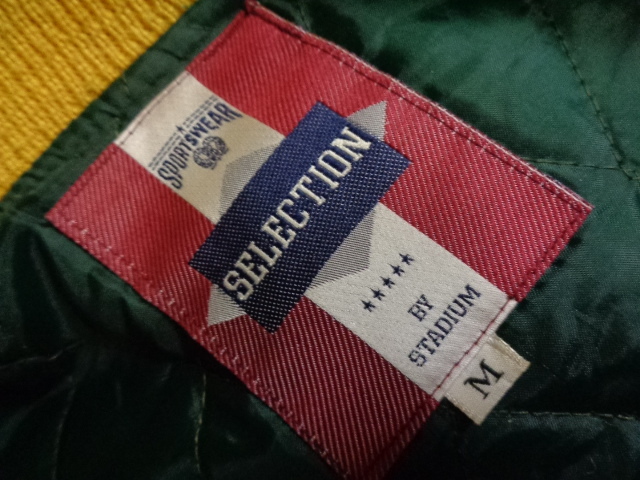 SPORTSWEAR
SELECTION
★★★★★
BY
STADIUM
M